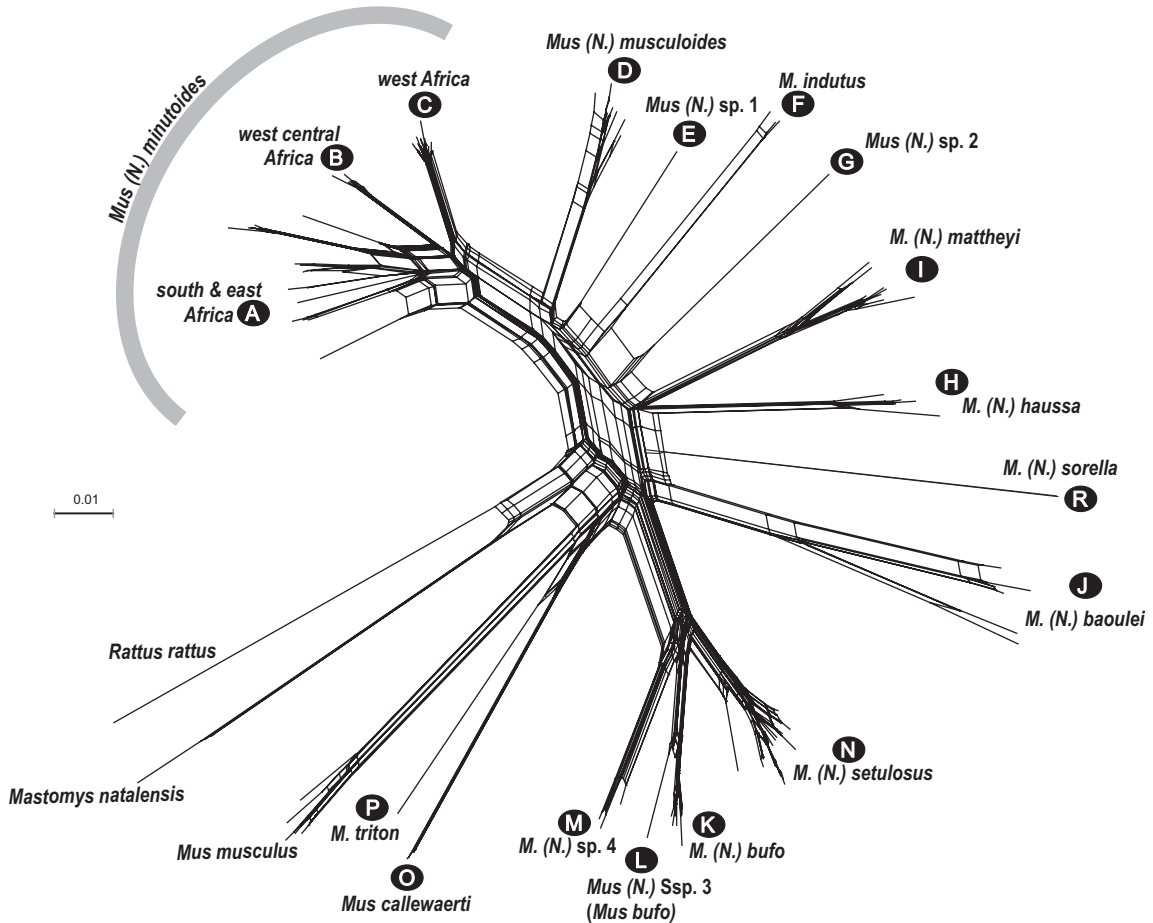 Mus (N.) minutoides
west Africa
C
west central
Africa B
south & east
Africa A
Mus (N.) musculoides
D
Mus (N.) sp. 1
E
M. indutus
F
Mus (N.) sp. 2
G
M. (N.) mattheyi
I
H
M. (N.) haussa
M. (N.) sorella
R
J
M. (N.) baoulei
N
M. (N.) setulosus
K
M. (N.) bufo
L
Mus (N.) Ssp. 3
(Mus bufo)
M
M. (N.) sp. 4
O
Mus callewaerti
P
M. triton
Mus musculus
Mastomys natalensis
Rattus rattus
0.01